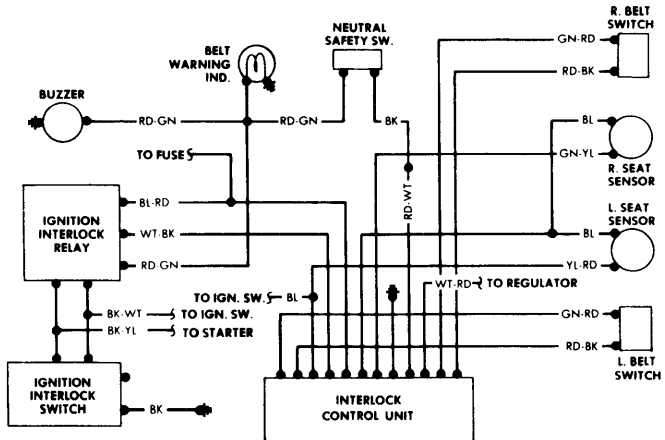 R. BELT
SWITCH
NEUTRAL
SAFETY SW.
BELT
WARNING
IND.
GN-RD
RD-BK
BUZZER
RD-GN
RD-GN
BK
BL
TO FUSE
GN-YL
R. SEAT
SENSOR
BL-RD
RD-WT
L. SEAT
SENSOR
IGNITION
INTERLOCK
RELAY
WT-BK
BL
RD-GN
YL-RD
WT-RD
TO REGULATOR
TO IGN. SW.
BL
BK-WT
TO IGN. SW.
GN-RD
BK-YL
TO STARTER
RD-BK
L. BELT
SWITCH
IGNITION
INTERLOCK
SWITCH
BK
INTERLOCK
CONTROL UNIT